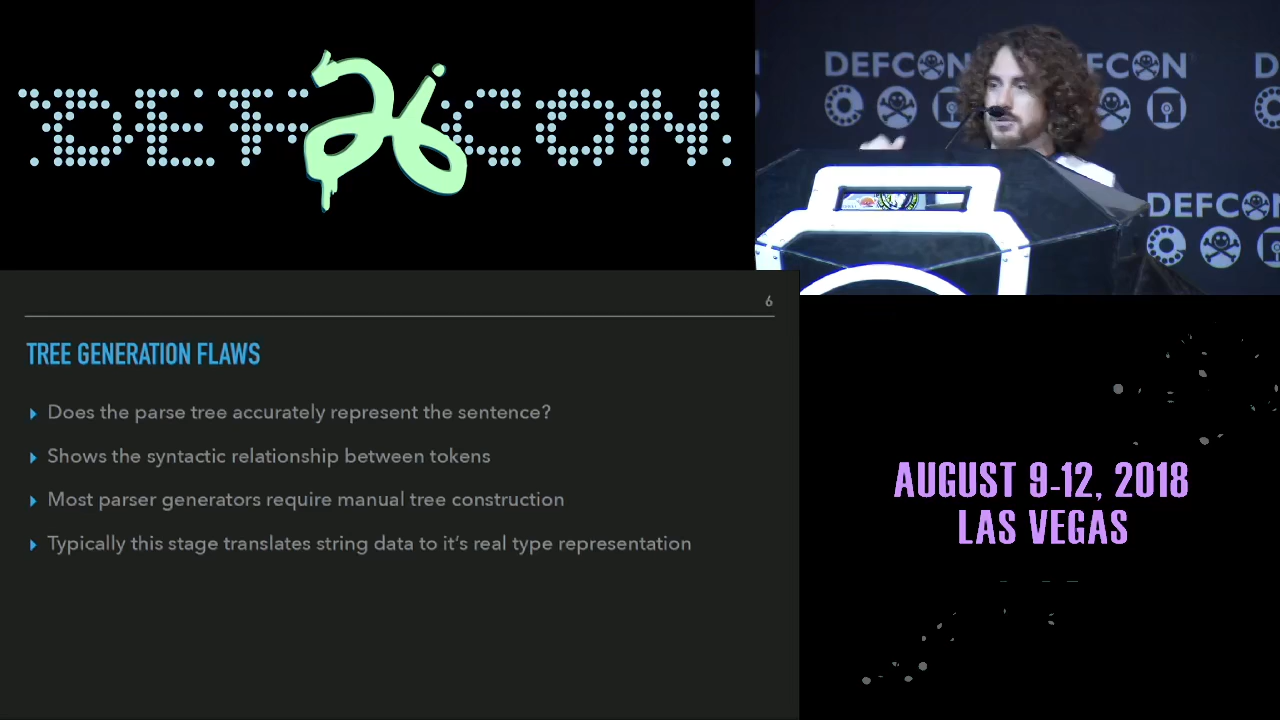 DEF CON
26
DEFCON
DEFCON
DEFCON
6
TREE GENERATION FLAWS
Does the parse tree accurately represent the sentence?
Shows the syntactic relationship between tokens
Most parser generators require manual tree construction
Typically this stage translates string data to it's real type representation
AUGUST 9-12, 2018
LAS VEGAS